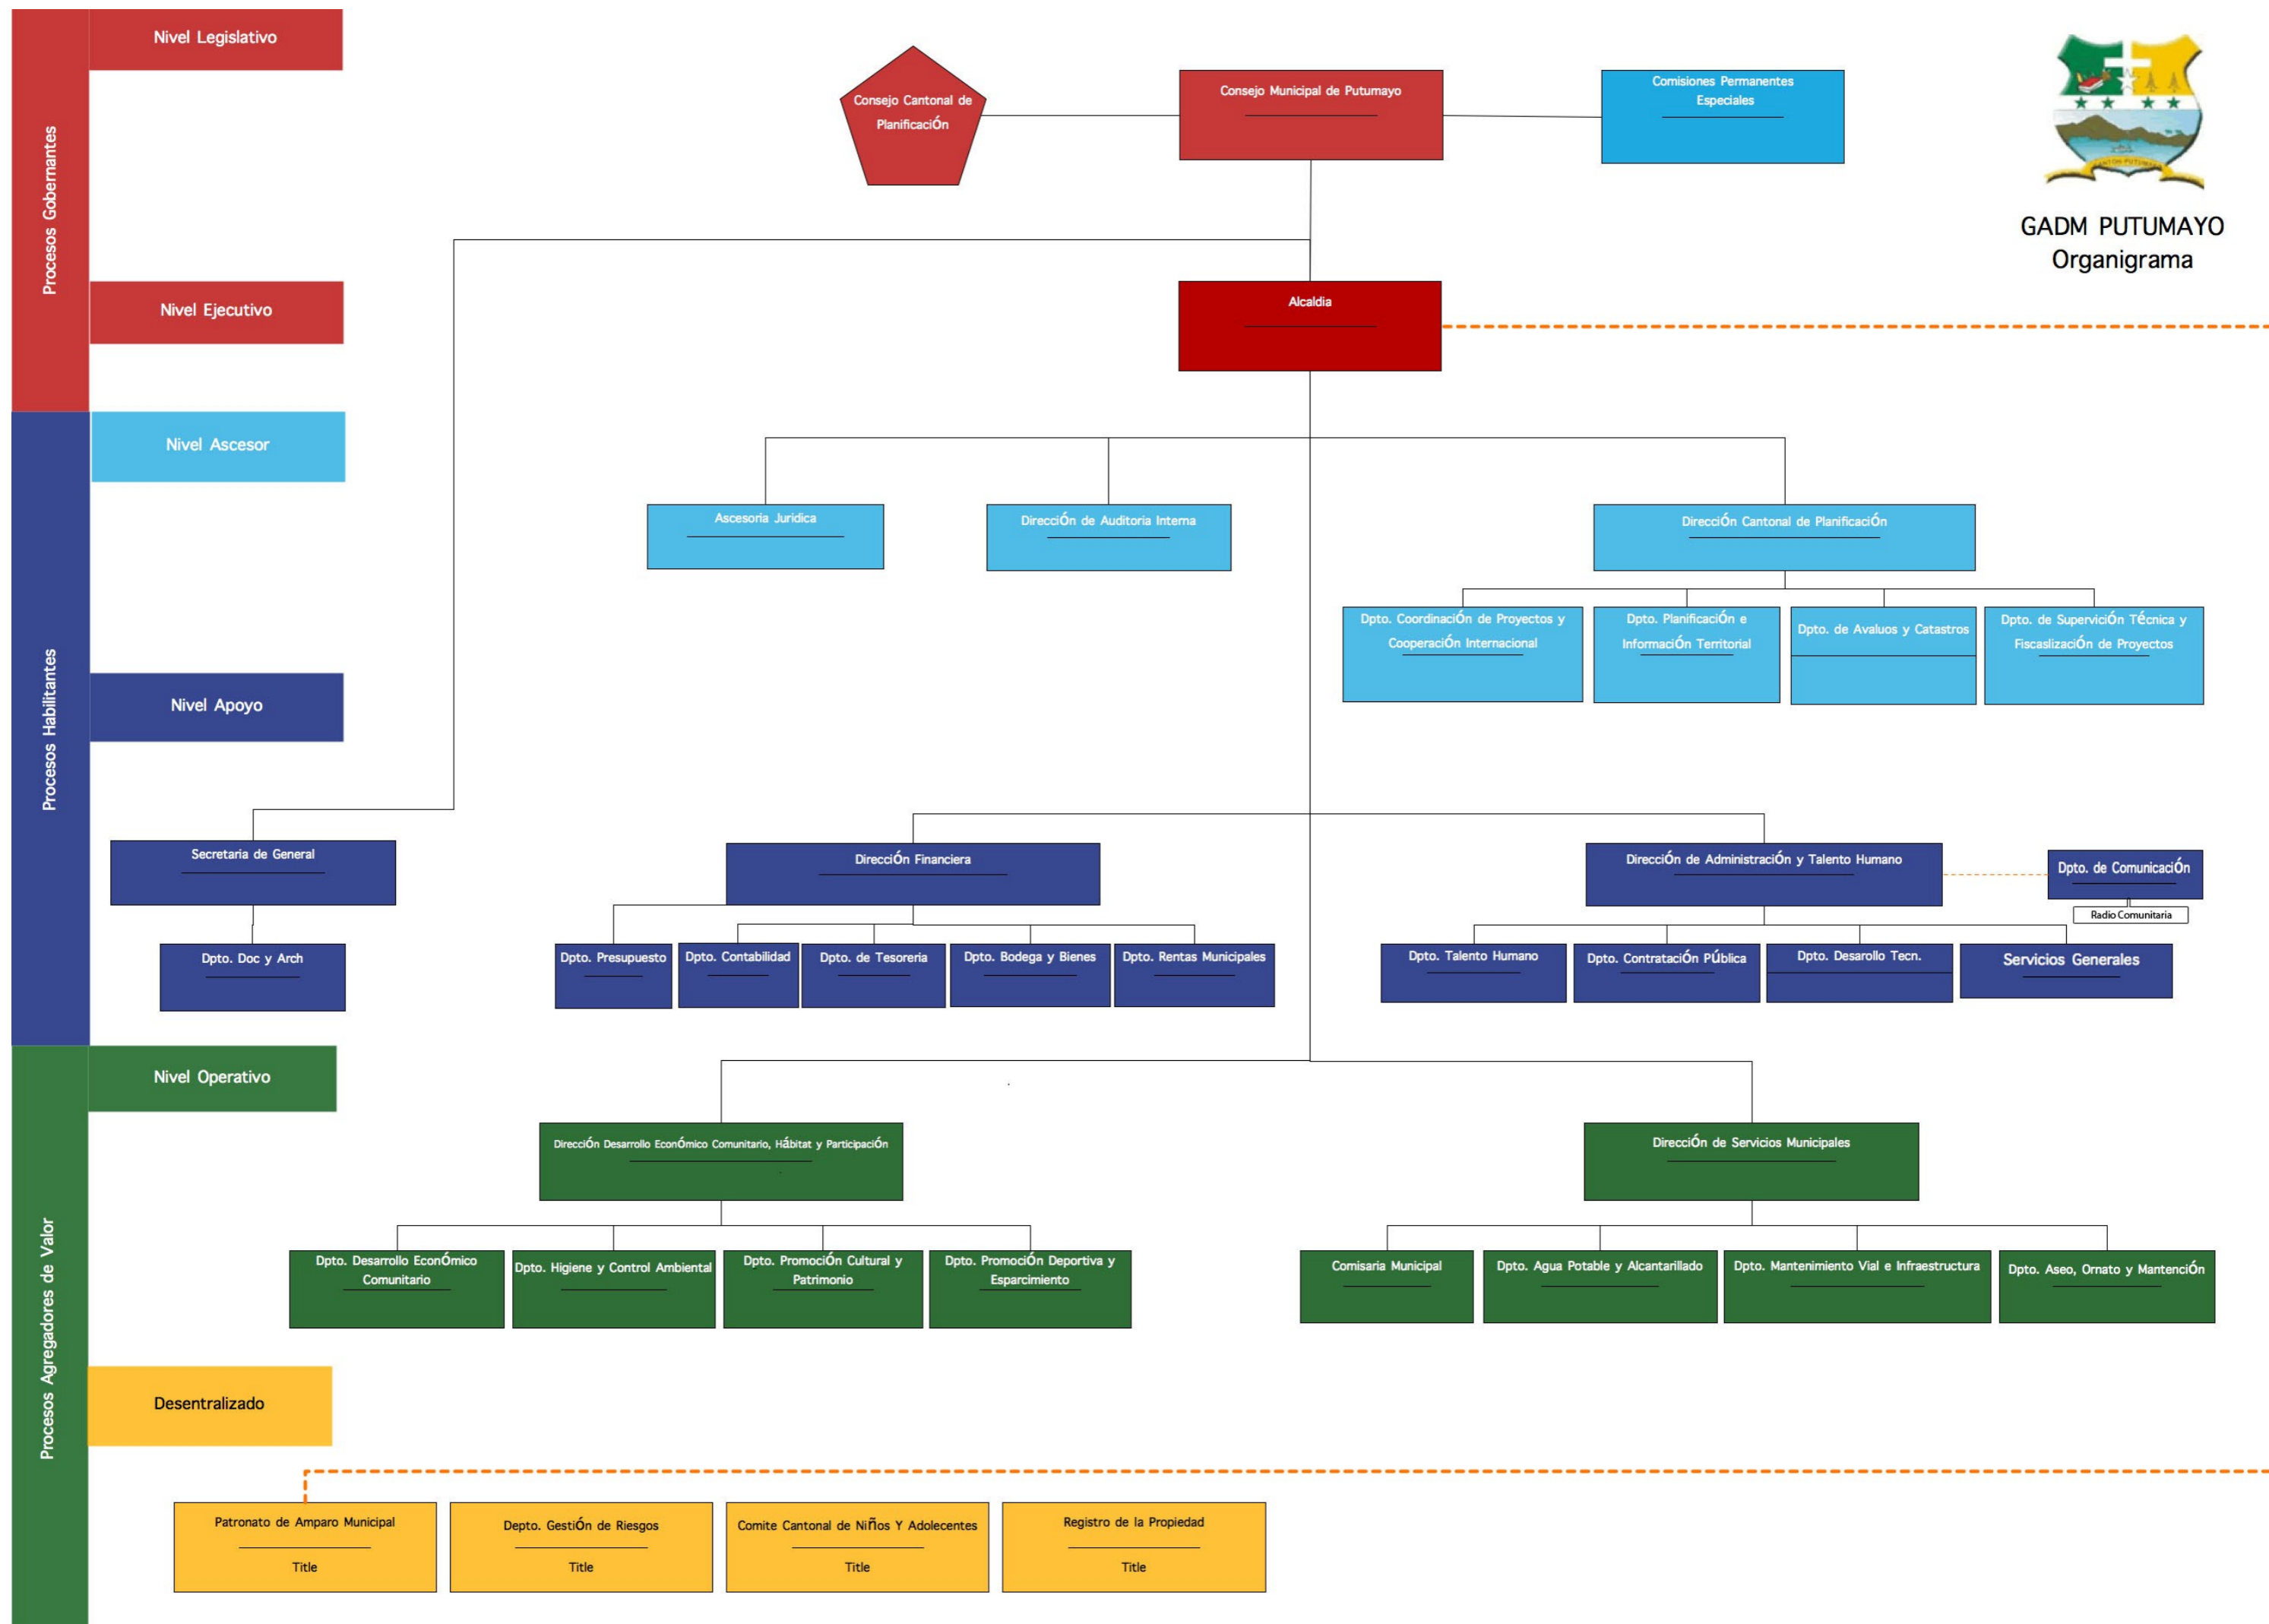 Procesos Gobernantes
Nivel Legislativo
Consejo Cantonal de
PlanificaciÓn
Consejo Municipal de Putumayo
Comisiones Permanentes
Especiales
CANTON PUTUMAYO
GADM PUTUMAYO
Organigrama
Nivel Ejecutivo
Alcaldia
Procesos Habilitantes
Nivel Ascesor
Ascesoria Juridica
DirecciÓn de Auditoria Interna
DirecciÓn Cantonal de PlanificaciÓn
Dpto. CoordinaciÓn de Proyectos y
CooperaciÓn Internacional
Dpto. PlanificaciÓn e
InformaciÓn Territorial
Dpto. de Avaluos y Catastros
Dpto. de SuperviciÓn TÉcnica y
FiscaslizaciÓn de Proyectos
Nivel Apoyo
Secretaria de General
DirecciÓn Financiera
DirecciÓn de AdministraciÓn y Talento Humano
Dpto. de ComunicaciÓn
Radio Comunitaria
Dpto. Doc y Arch
Dpto. Presupuesto
Dpto. Contabilidad
Dpto. de Tesoreria
Dpto. Bodega y Bienes
Dpto. Rentas Municipales
Dpto. Talento Humano
Dpto. ContrataciÓn PÚblica
Dpto. Desarollo Tecn.
Servicios Generales
Procesos Agregadores de Valor
Nivel Operativo
DirecciÓn Desarrollo EconÓmico Comunitario, HÁbitat y ParticipaciÓn
DirecciÓn de Servicios Municipales
Dpto. Desarrollo EconÓmico
Comunitario
Dpto. Higiene y Control Ambiental
Dpto. PromociÓn Cultural y
Patrimonio
Dpto. PromociÓn Deportiva y
Esparcimiento
Comisaria Municipal
Dpto. Agua Potable y Alcantarillado
Dpto. Mantenimiento Vial e Infraestructura
Dpto. Aseo, Ornato y MantenciÓn
Desentralizado
Patronato de Amparo Municipal
Title
Depto. GestiÓn de Riesgos
Title
Comite Cantonal de NiÑos Y Adolecentes
Title
Registro de la Propiedad
Title